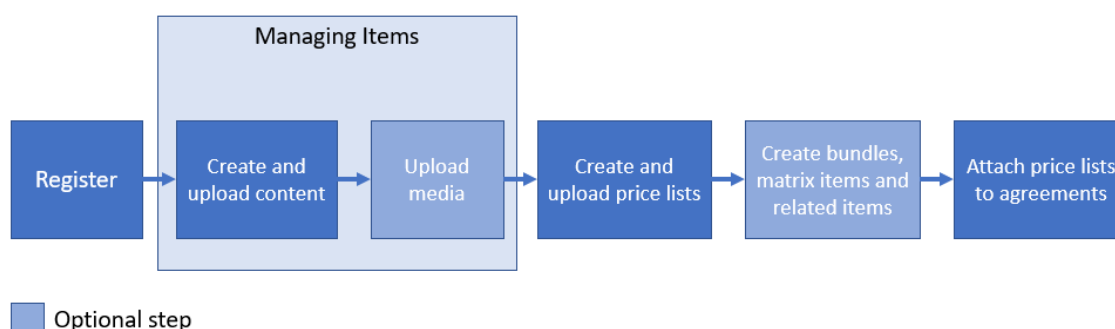 Managing Items
Register
Create and
upload content
Upload
media
Create and
upload price lists
Create bundles,
matrix items and
related items
Attach price lists
to agreements
Optional step